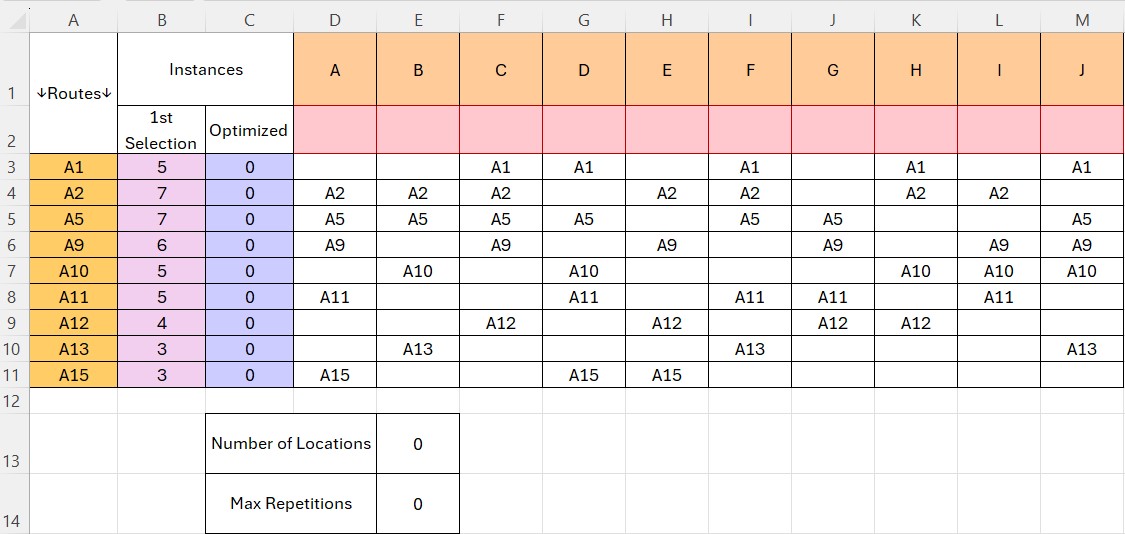 A B C D E F G H I J K L M
1 ↓Routes↓ Instances A B C D E F G H I J
2 1st Selection Optimized
3 A1 5 0 A1 A1 A1 A1 A1
4 A2 7 0 A2 A2 A2 A2 A2 A2 A2
5 A5 7 0 A5 A5 A5 A5 A5 A5 A5
6 A9 6 0 A9 A9 A9 A9 A9 A9
7 A10 5 0 A10 A10 A10 A10 A10
8 A11 5 0 A11 A11 A11 A11 A11
9 A12 4 0 A12 A12 A12 A12
10 A13 3 0 A13 A13 A13
11 A15 3 0 A15 A15 A15
12
13 Number of Locations 0
14 Max Repetitions 0